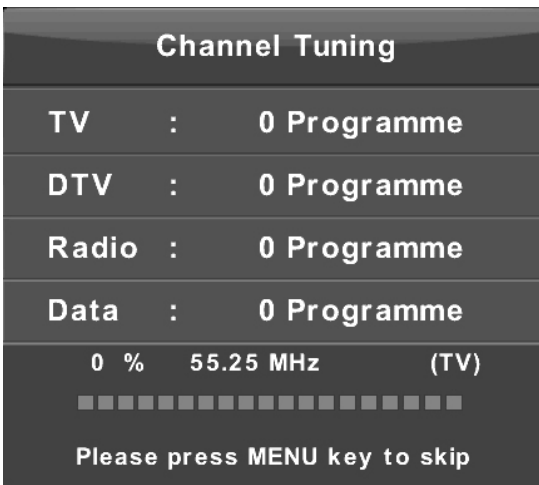 Channel Tuning
TV : 0 Programme
DTV : 0 Programme
Radio : 0 Programme
Data : 0 Programme
0 % 55.25 MHz (TV)
Please press MENU key to skip